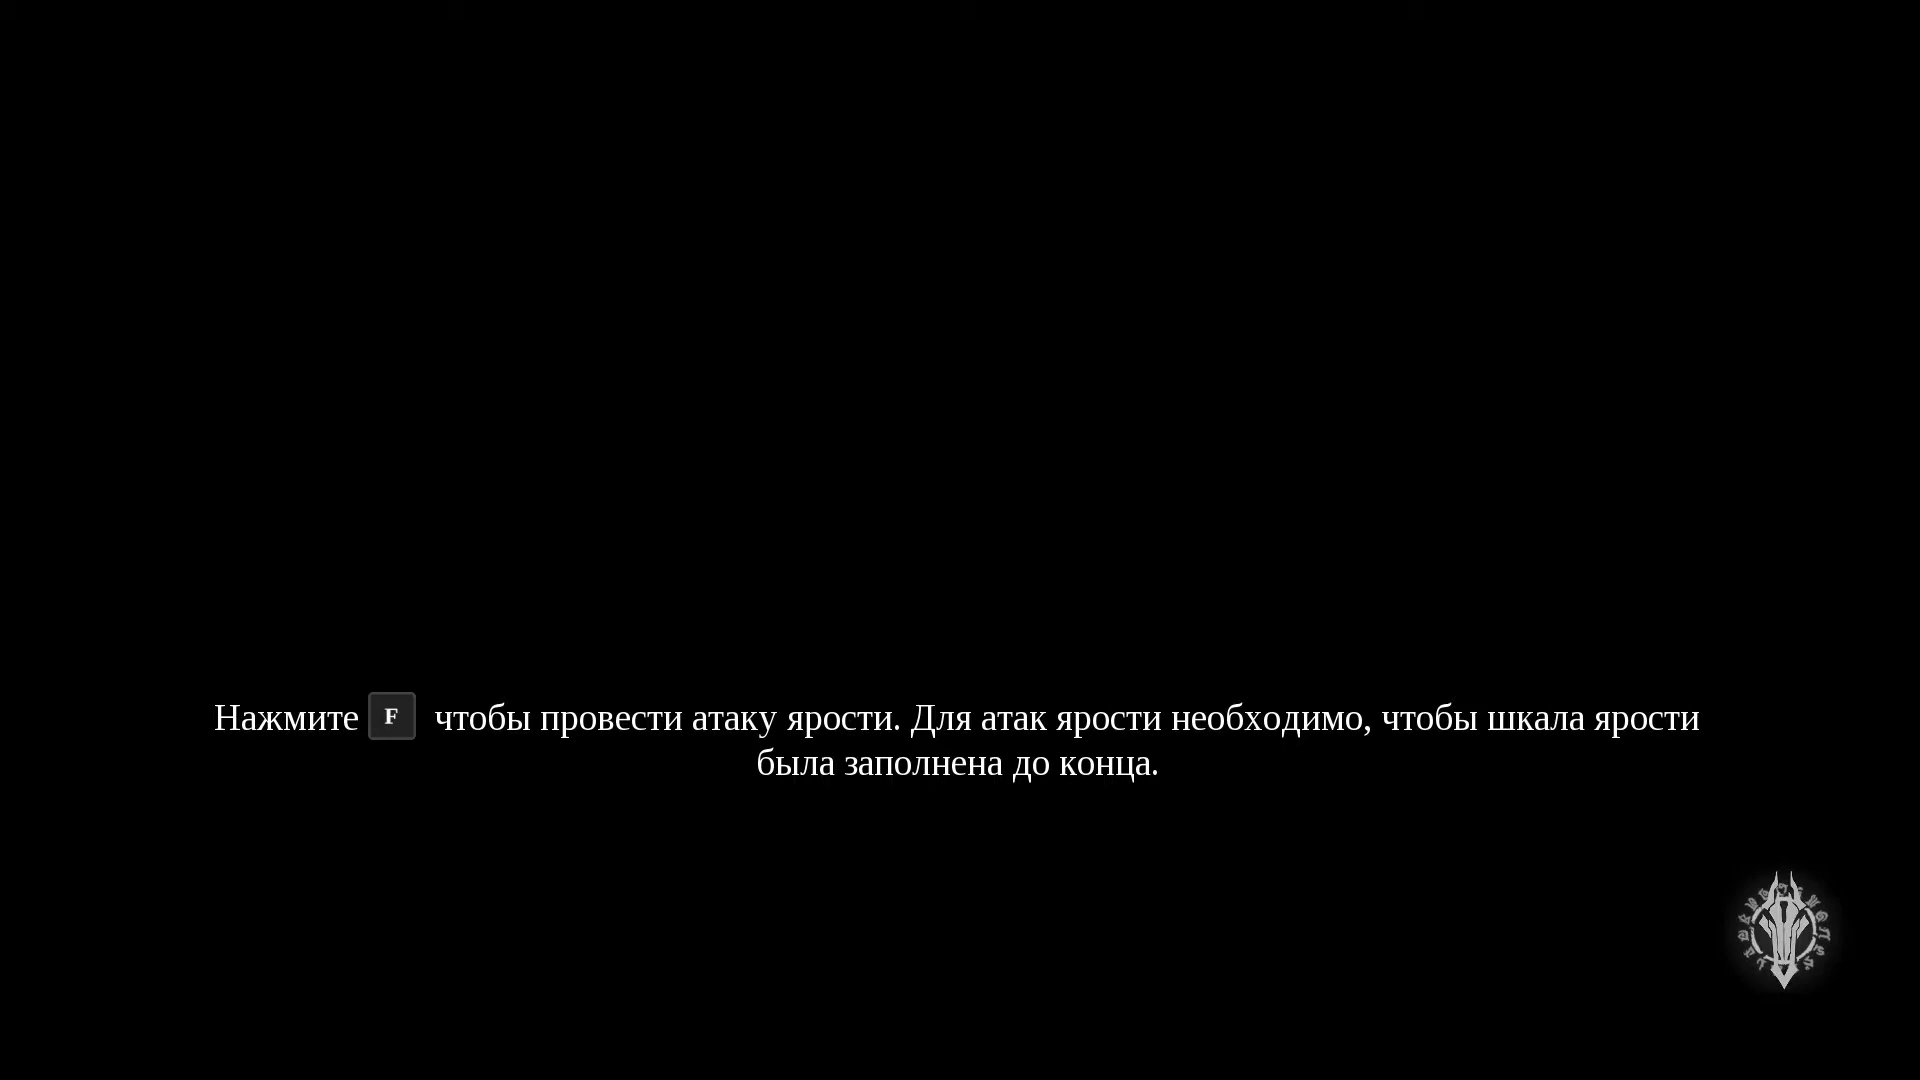 Нажмите F чтобы провести атаку ярости. Для атак ярости необходимо, чтобы шкала ярости
была заполнена до конца.